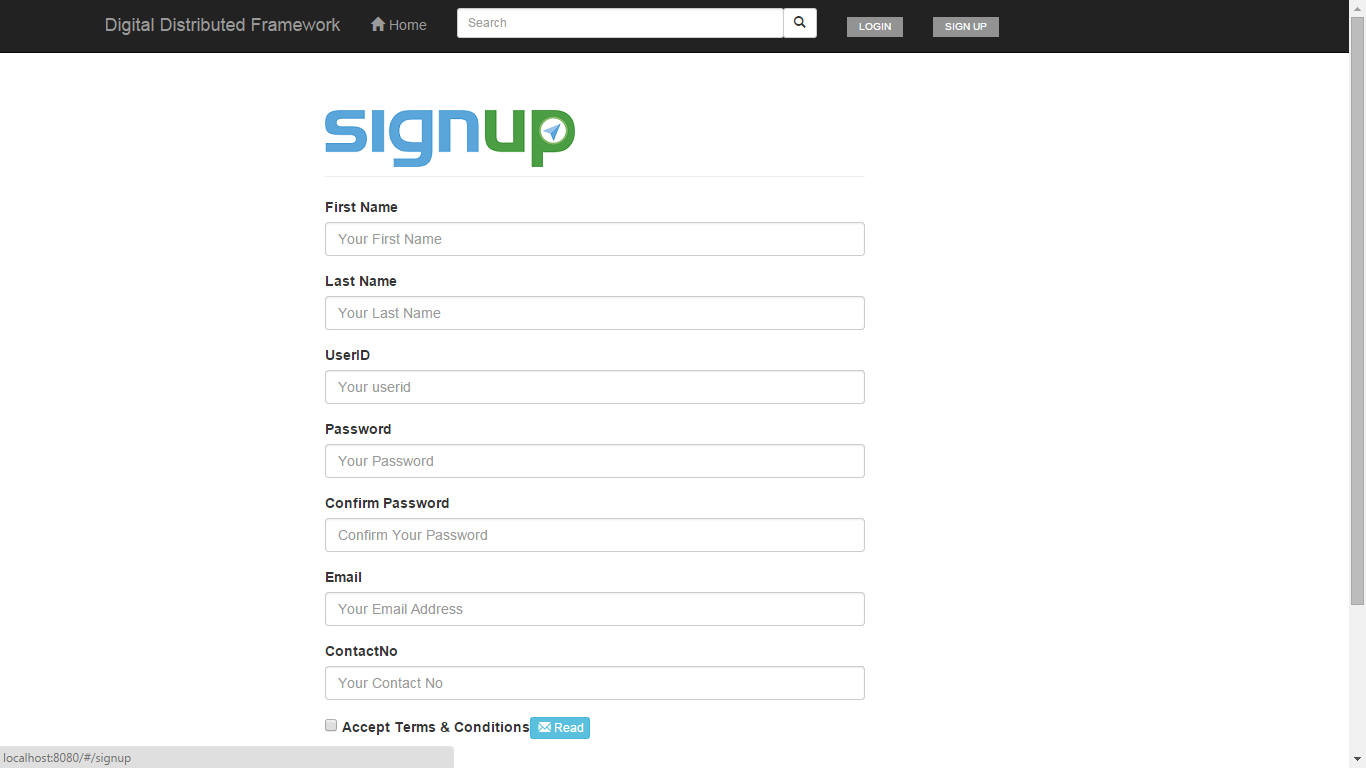 Digital Distributed Framework Home Search LOGIN SIGN UP
signup
First Name
Your First Name
Last Name
Your Last Name
UserID
Your userid
Password
Your Password
Confirm Password
Confirm Your Password
Email
Your Email Address
ContactNo
Your Contact No
Accept Terms & Conditions Read
localhost:8080/#/signup